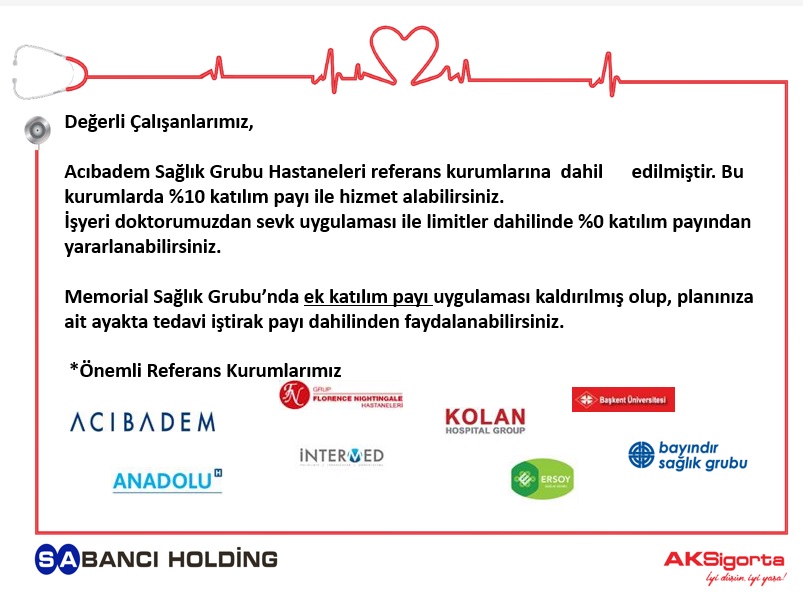 Değerli Çalışanlarımız,
Acıbadem Sağlık Grubu Hastaneleri referans kurumlarına dahil edilmiştir. Bu
kurumlarda %10 katılım payı ile hizmet alabilirsiniz.
İşyeri doktorumuzdan sevk uygulaması ile limitler dahilinde %0 katılım payından
yararlanabilirsiniz.
Memorial Sağlık Grubu’nda ek katılım payı uygulaması kaldırılmış olup, planınıza
ait ayakta tedavi iştirak payı dahilinden faydalanabilirsiniz.
*Önemli Referans Kurumlarımız
ACIBADEM
FN GRUP
FLORENCE NIGHTINGALE
HASTANELERİ
KOLAN
HOSPITAL GROUP
Başkent Üniversitesi
ANADOLU H
İNTERMED
ERSOY
bayındır
sağlık grubu
SABANCI HOLDİNG
AKSigorta
İyi düşün, iyi yaşa!